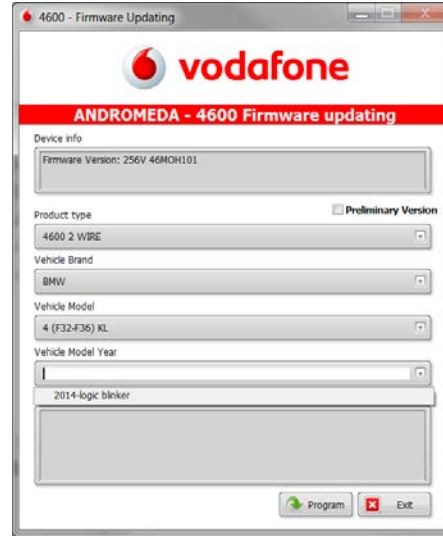 4600 - Firmware Updating
vodafone
ANDROMEDA - 4600 Firmware updating
Device info
Firmware Version: 256V 46MOH101
Product type
Preliminary Version
4600 2 WIRE
Vehicle Brand
BMW
Vehicle Model
4 (F32-F36) KL
Vehicle Model Year
2014-logic blinker
Program
Exit